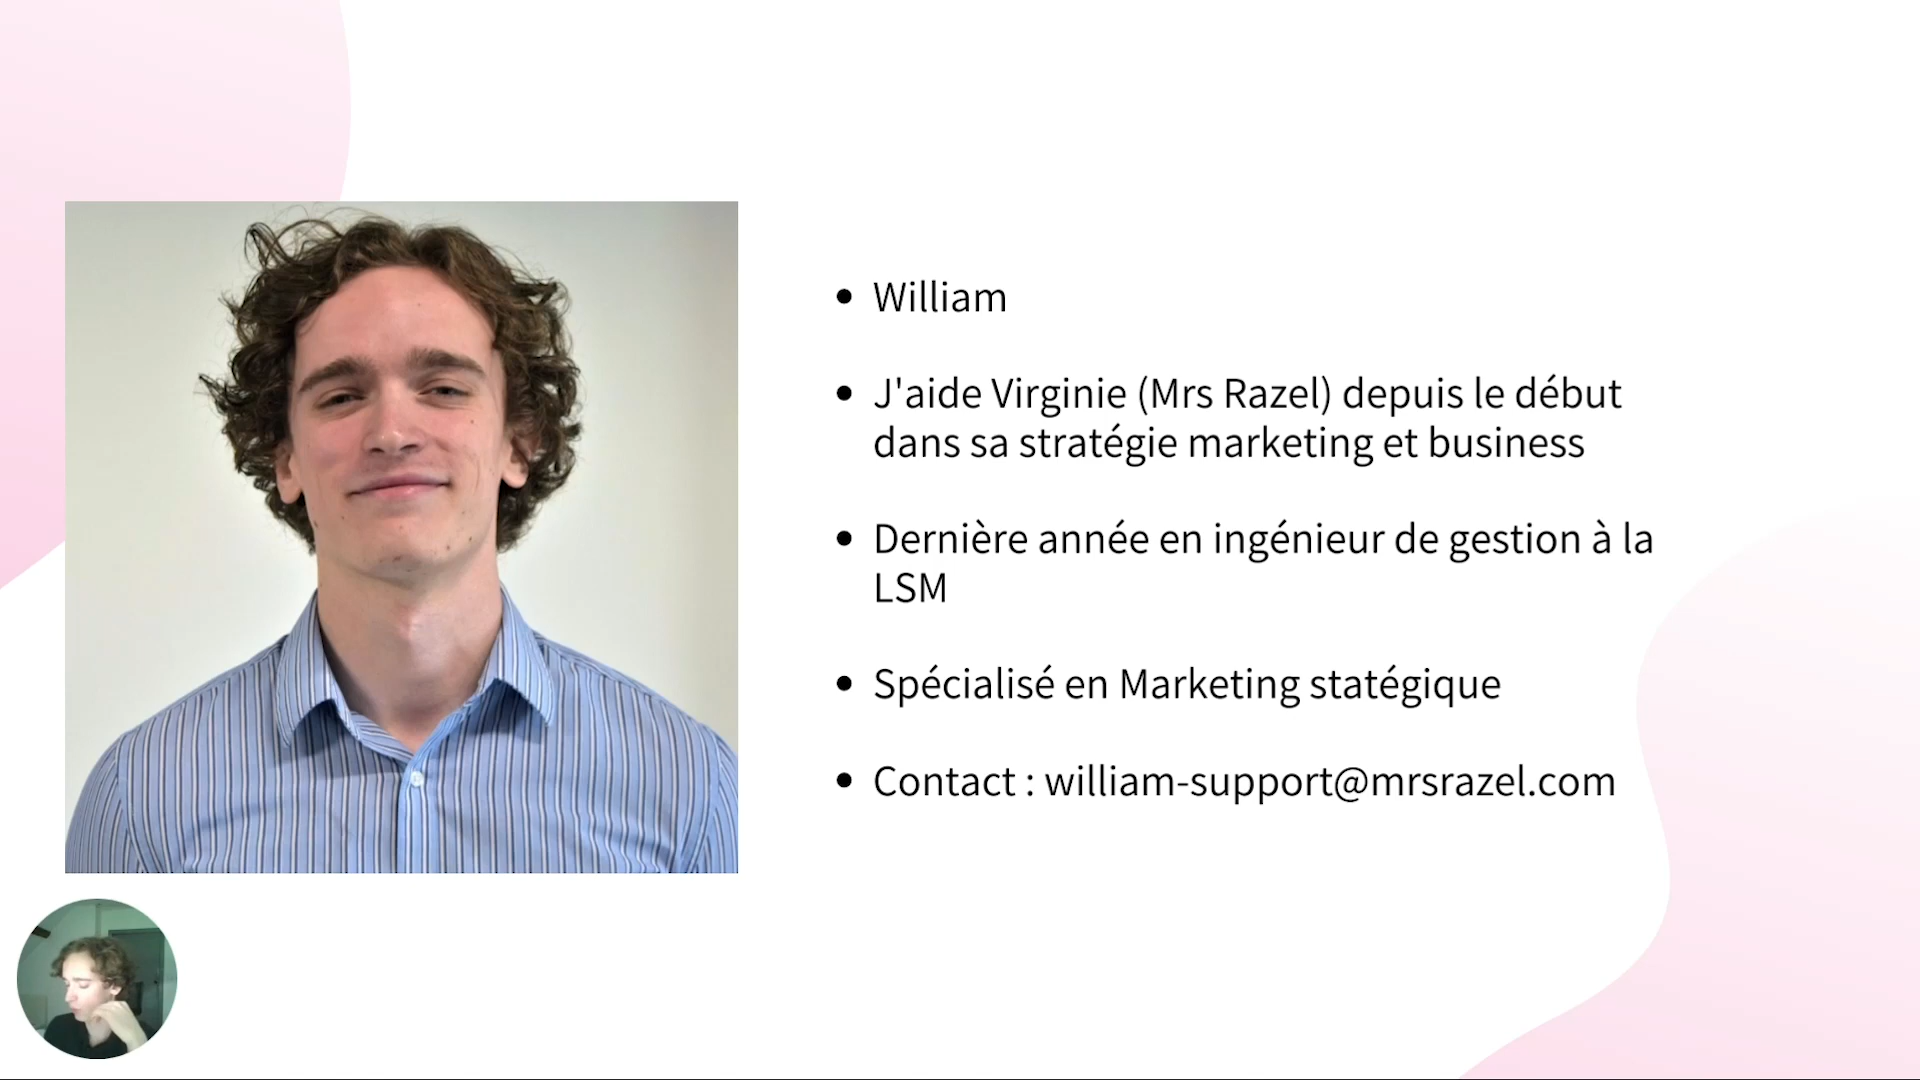 William
J'aide Virginie (Mrs Razel) depuis le début
dans sa stratégie marketing et business
Dernière année en ingénieur de gestion à la
LSM
Spécialisé en Marketing statégique
Contact : william-support@mrsrazel.com